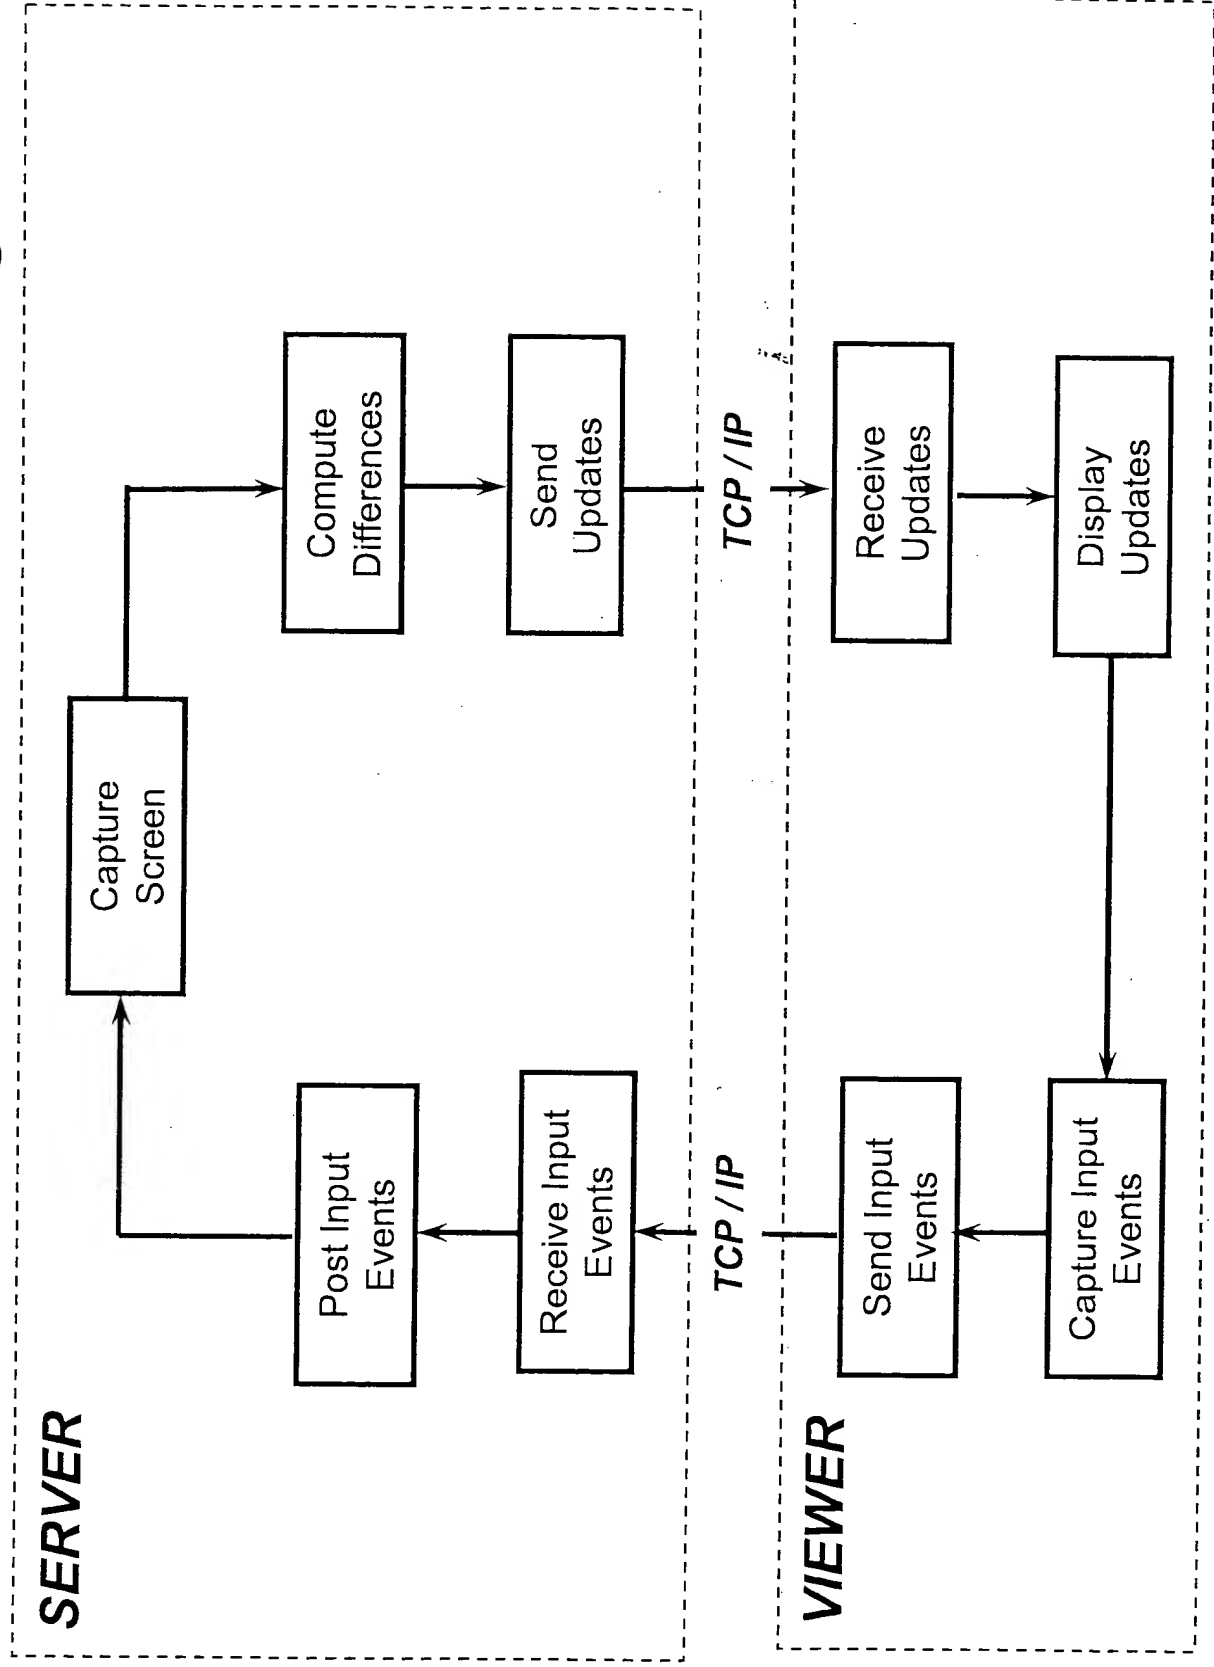 SERVER
Capture
Screen
Post Input
Events
Compute
Differences
Receive Input
Events
Send
Updates
TCP / IP
TCP / IP
VIEWER
Send Input
Events
Receive
Updates
Capture Input
Events
Display
Updates